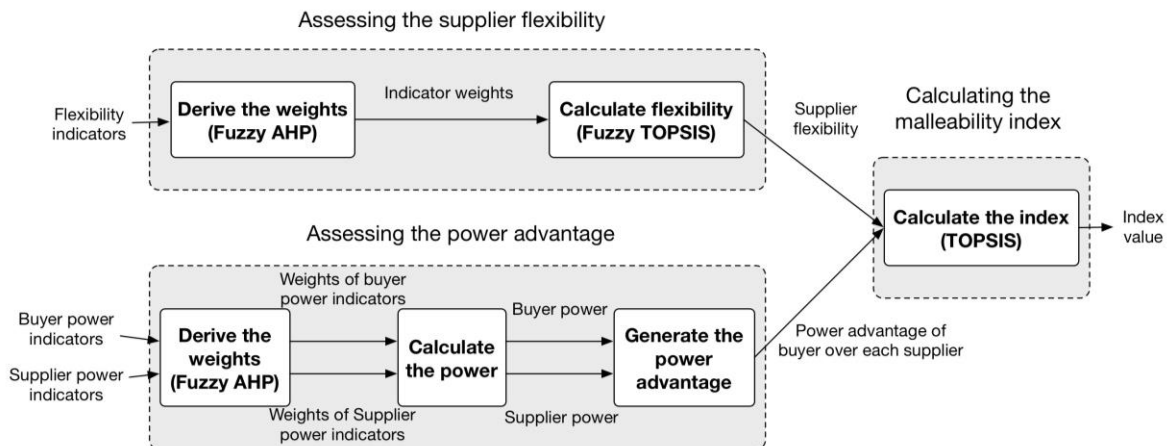 Assessing the supplier flexibility
Flexibility
indicators
Derive the weights
(Fuzzy AHP)
Indicator weights
Calculate flexibility
(Fuzzy TOPSIS)
Supplier
flexibility
Calculating the
malleability index
Calculate the index
(TOPSIS)
Index
value
Assessing the power advantage
Buyer power
indicators
Supplier power
indicators
Derive the
weights
(Fuzzy AHP)
Weights of buyer
power indicators
Weights of Supplier
power indicators
Calculate
the power
Buyer power
Supplier power
Generate the
power
advantage
Power advantage of
buyer over each supplier